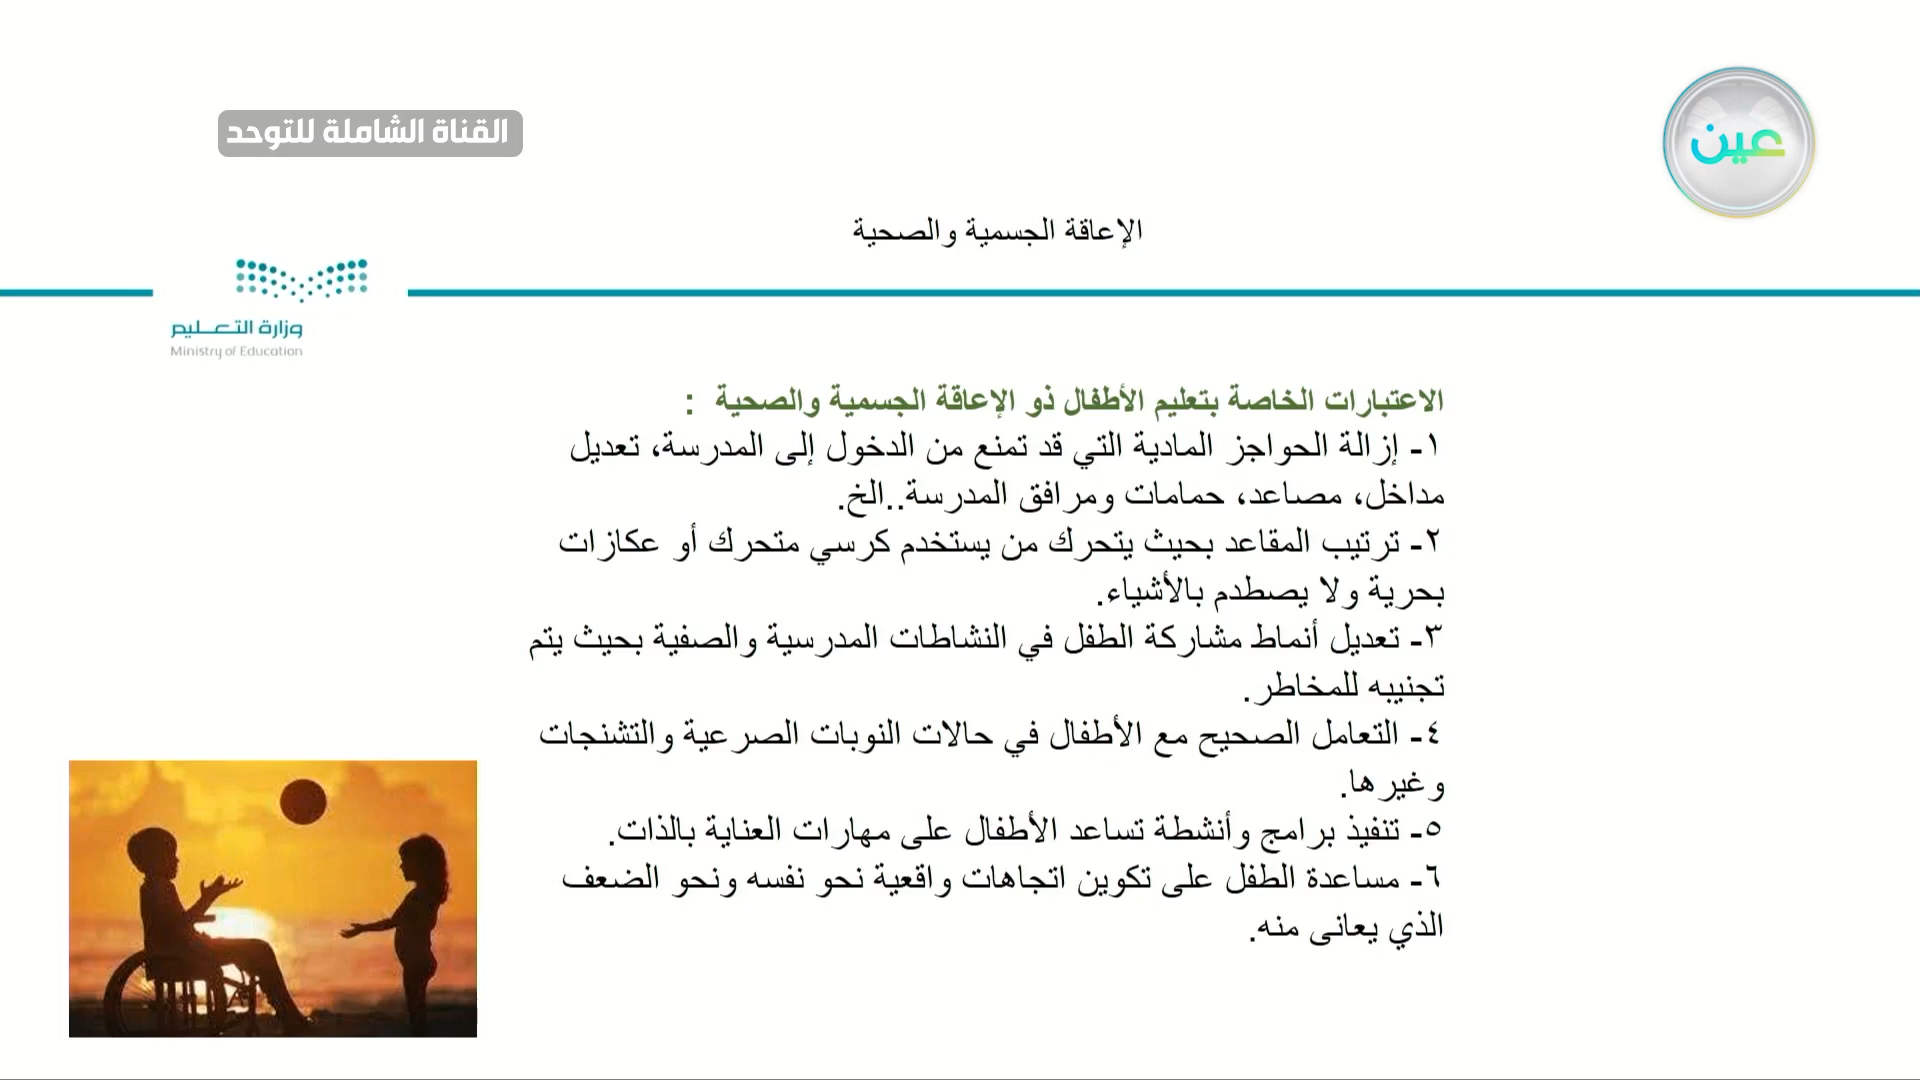 القناة الشاملة للتوحد
عين
الإعاقة الجسمية والصحية
وزارة التعـليم
Ministry of Education
الاعتبارات الخاصة بتعليم الأطفال ذو الإعاقة الجسمية والصحية :
١- إزالة الحواجز المادية التي قد تمنع من الدخول إلى المدرسة، تعديل
مداخل، مصاعد، حمامات ومرافق المدرسة..الخ.
٢- ترتيب المقاعد بحيث يتحرك من يستخدم كرسي متحرك أو عكازات
بحرية ولا يصطدم بالأشياء.
٣- تعديل أنماط مشاركة الطفل في النشاطات المدرسية والصفية بحيث يتم
تجنيبه للمخاطر.
٤- التعامل الصحيح مع الأطفال في حالات النوبات الصرعية والتشنجات
وغيرها.
٥- تنفيذ برامج وأنشطة تساعد الأطفال على مهارات العناية بالذات.
٦- مساعدة الطفل على تكوين اتجاهات واقعية نحو نفسه ونحو الضعف
الذي يعانى منه.